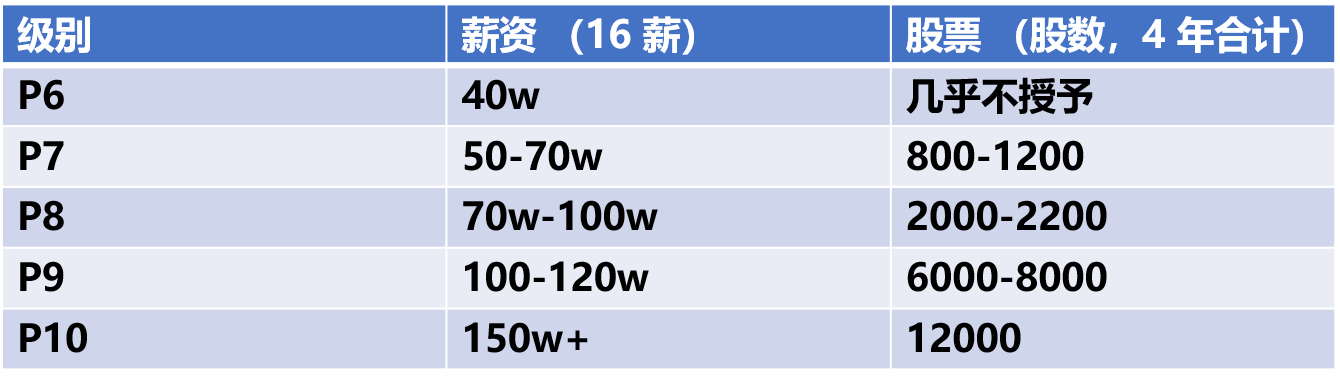 级别 薪资 （16 薪） 股票 （股数，4 年合计）
P6 40w 几乎不授予
P7 50-70w 800-1200
P8 70w-100w 2000-2200
P9 100-120w 6000-8000
P10 150w+ 12000